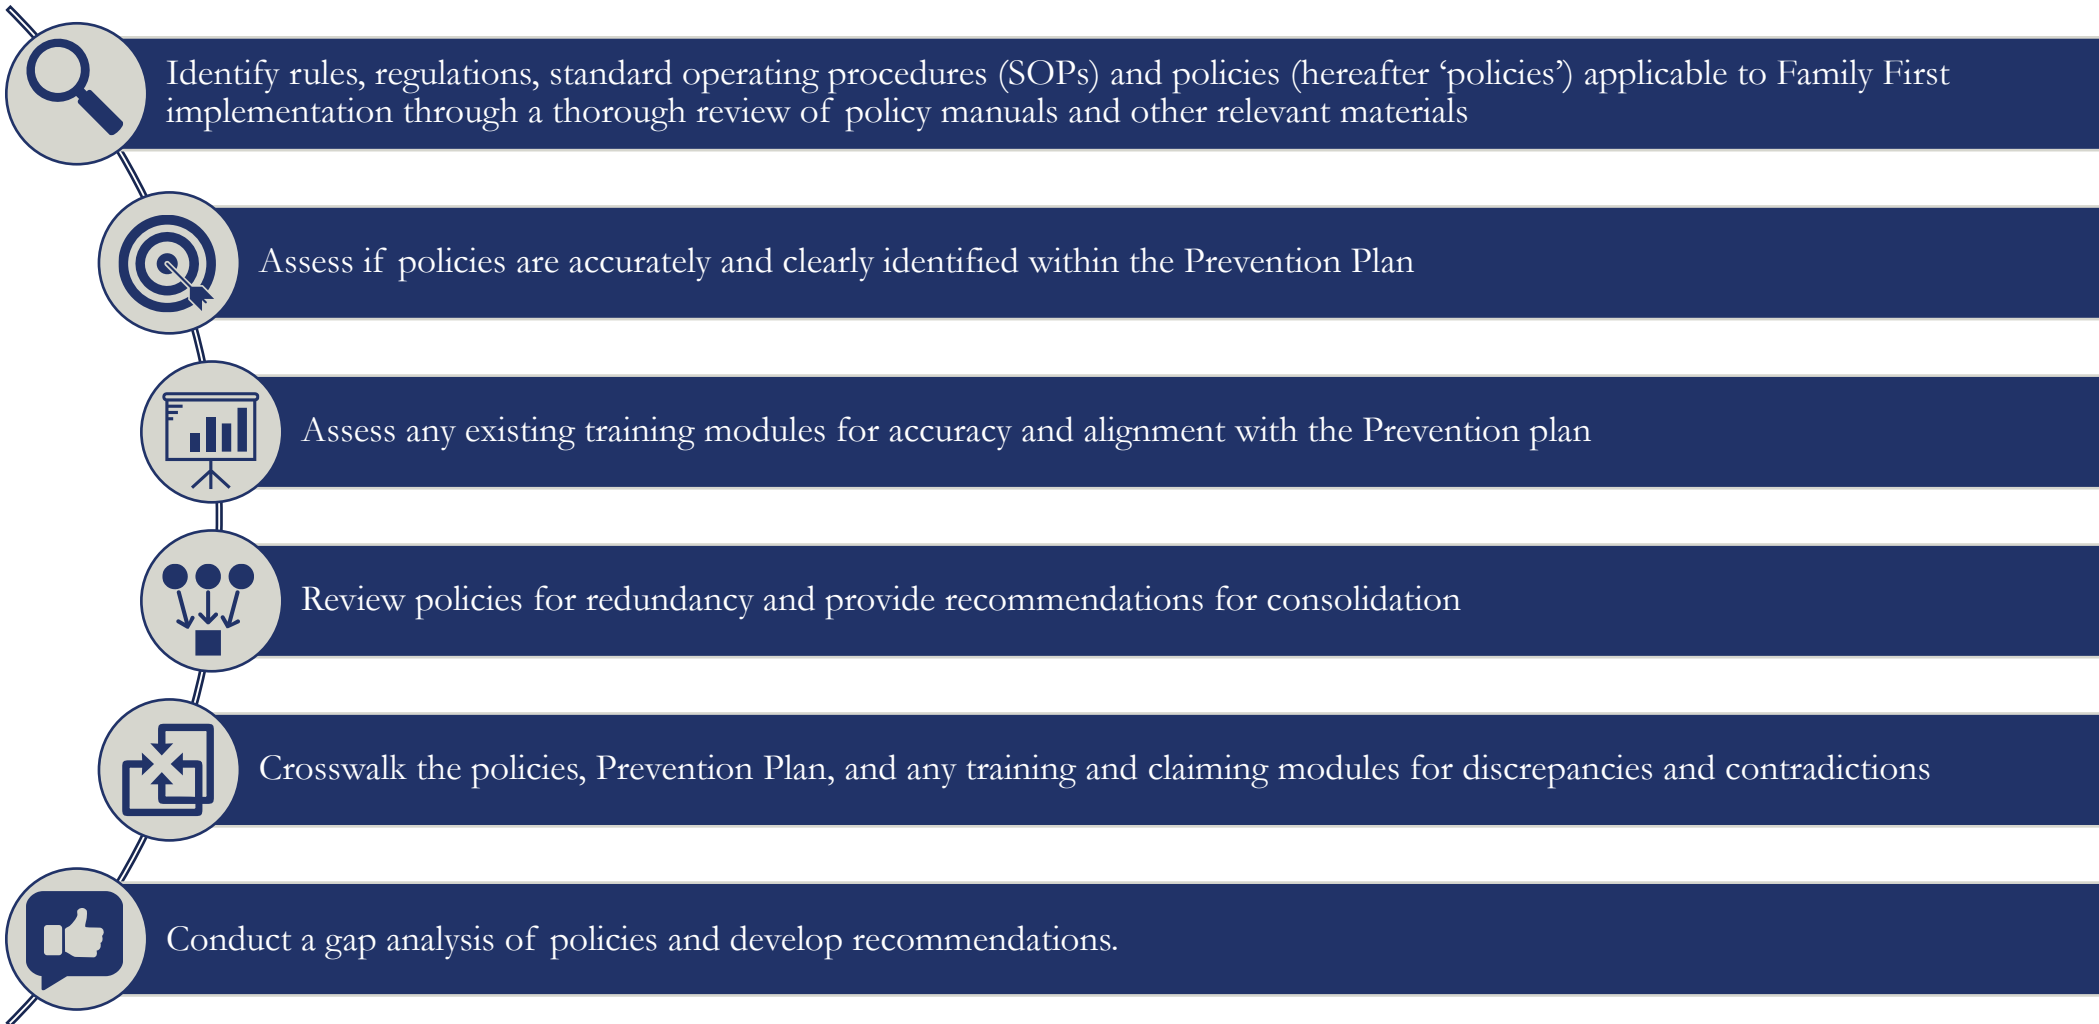 Identify rules, regulations, standard operating procedures (SOPs) and policies (hereafter ‘policies’) applicable to Family First
implementation through a thorough review of policy manuals and other relevant materials
Assess if policies are accurately and clearly identified within the Prevention Plan
Assess any existing training modules for accuracy and alignment with the Prevention plan
Review policies for redundancy and provide recommendations for consolidation
Crosswalk the policies, Prevention Plan, and any training and claiming modules for discrepancies and contradictions
Conduct a gap analysis of policies and develop recommendations.